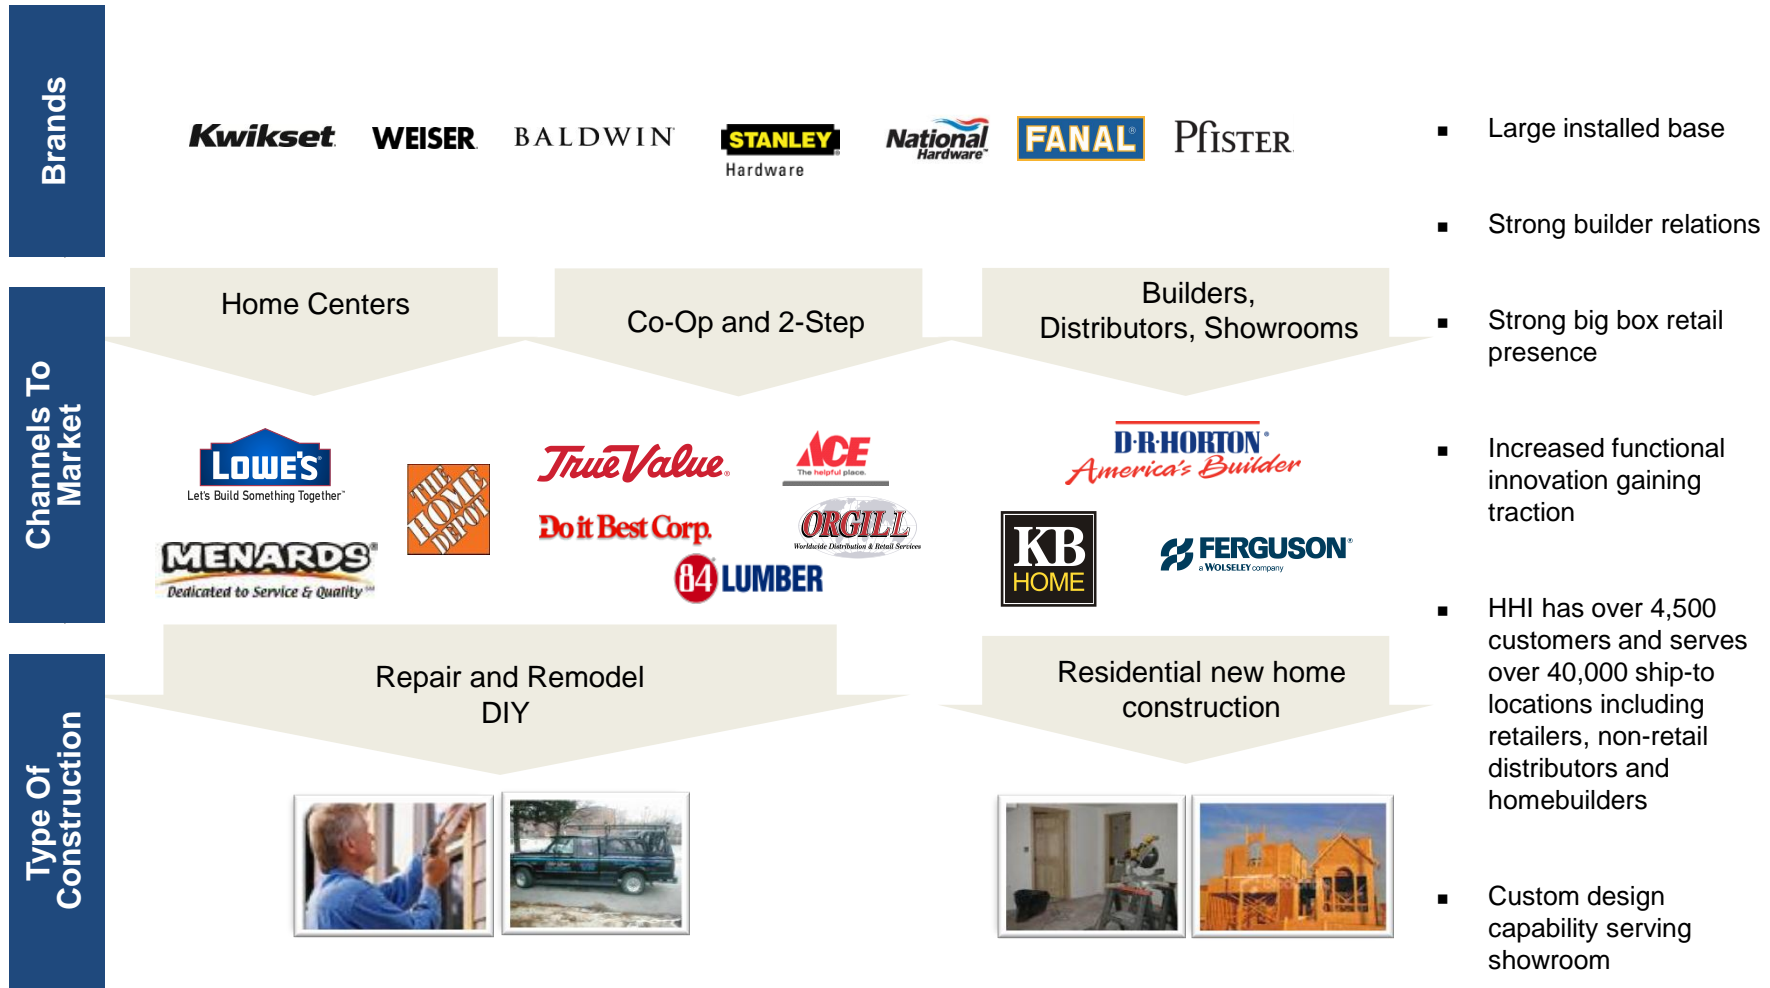 Brands
Kwikset
WEISER
BALDWIN
STANLEY
Hardware
National
Hardware™
FANAL®
Pfister
Home Centers
Co-Op and 2-Step
Builders,
Distributors, Showrooms
Channels To
Market
LOWE'S
Let's Build Something Together™
THE
HOME
DEPOT
MENARDS®
Dedicated to Service & Quality℠
True Value®
ACE
The helpful place.
Do it Best Corp.
ORGILL
Worldwide Distribution & Retail Services
84 LUMBER
D·R·HORTON®
America's Builder
KB
HOME
FERGUSON®
a WOLSELEY company
Repair and Remodel
DIY
Residential new home
construction
Type Of
Construction
▪ Large installed base
▪ Strong builder relations
▪ Strong big box retail
presence
▪ Increased functional
innovation gaining
traction
▪ HHI has over 4,500
customers and serves
over 40,000 ship-to
locations including
retailers, non-retail
distributors and
homebuilders
▪ Custom design
capability serving
showroom